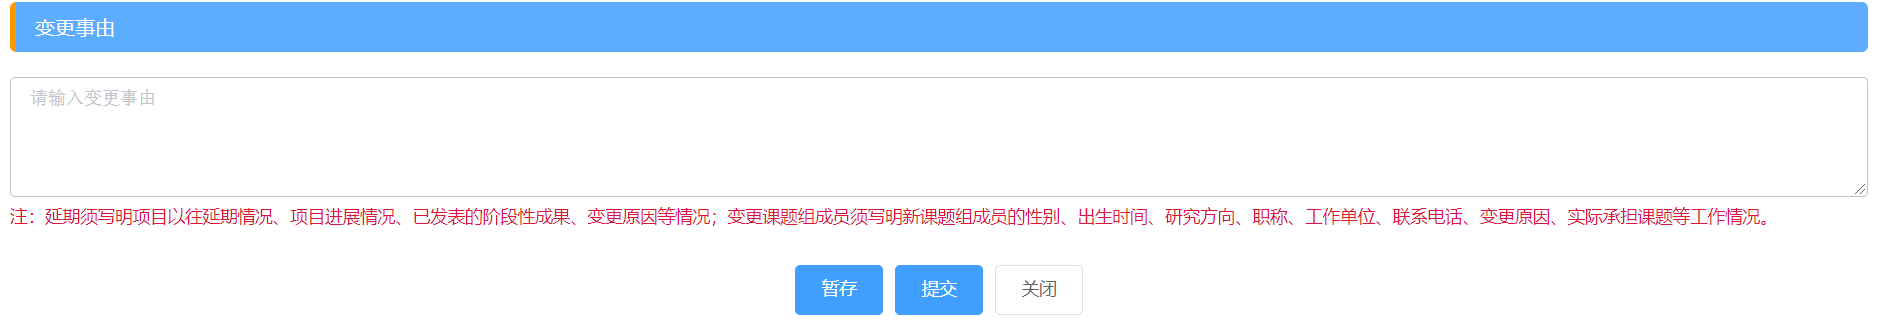 变更事由
请输入变更事由
注：延期须写明项目以往延期情况、项目进展情况、已发表的阶段性成果、变更原因等情况；变更课题组成员须写明新课题组成员的性别、出生时间、研究方向、职称、工作单位、联系电话、变更原因、实际承担课题等工作情况。
暂存 提交 关闭